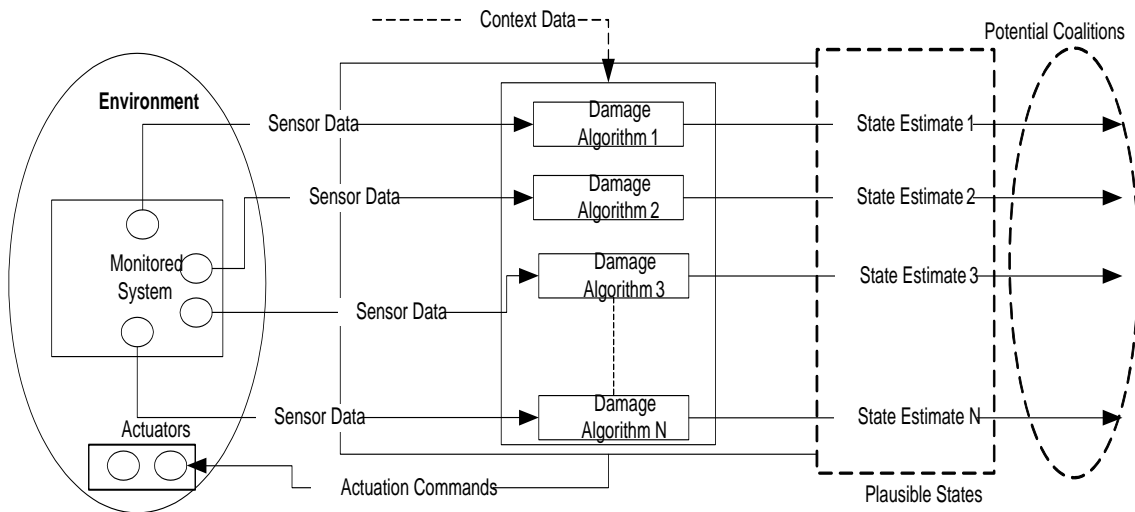 Context Data
Potential Coalitions
Environment
Sensor Data
Damage
Algorithm 1
State Estimate 1
Sensor Data
Damage
Algorithm 2
State Estimate 2
Monitored
System
Damage
Algorithm 3
State Estimate 3
Sensor Data
Sensor Data
Damage
Algorithm N
State Estimate N
Actuators
Actuation Commands
Plausible States